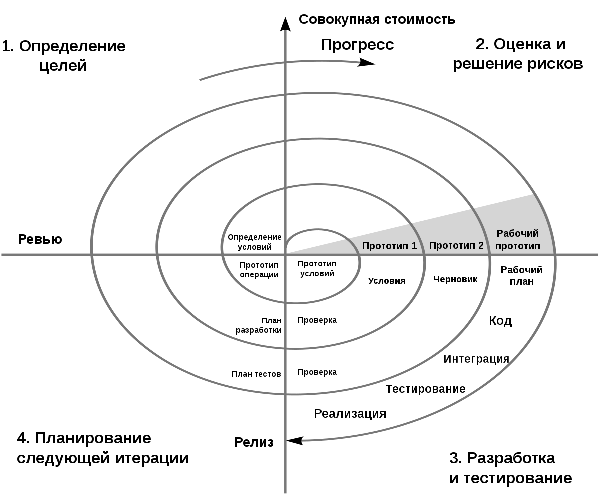 Совокупная стоимость
Прогресс
1. Определение
целей
2. Оценка и
решение рисков
Ревью
Определение
условий
Прототип 1
Прототип 2
Рабочий
прототип
Прототип
операции
Прототип
условий
Условия
Черновик
Рабочий
план
План
разработки
Проверка
Код
Интеграция
План тестов
Проверка
Тестирование
Реализация
Релиз
4. Планирование
следующей итерации
3. Разработка
и тестирование